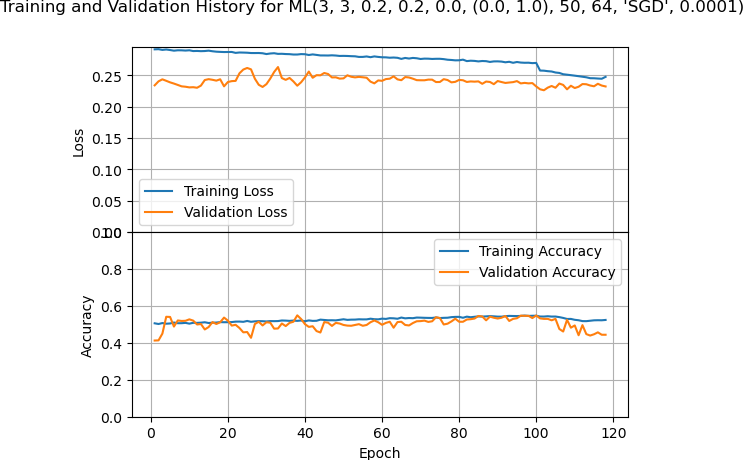 Training and Validation History for ML(3, 3, 0.2, 0.2, 0.0, (0.0, 1.0), 50, 64, 'SGD', 0.0001)
0.25
0.20
0.15
0.10
0.05
0.00
Loss
Training Loss
Validation Loss
1.0
0.8
0.6
0.4
0.2
0.0
Accuracy
Training Accuracy
Validation Accuracy
0 20 40 60 80 100 120
Epoch